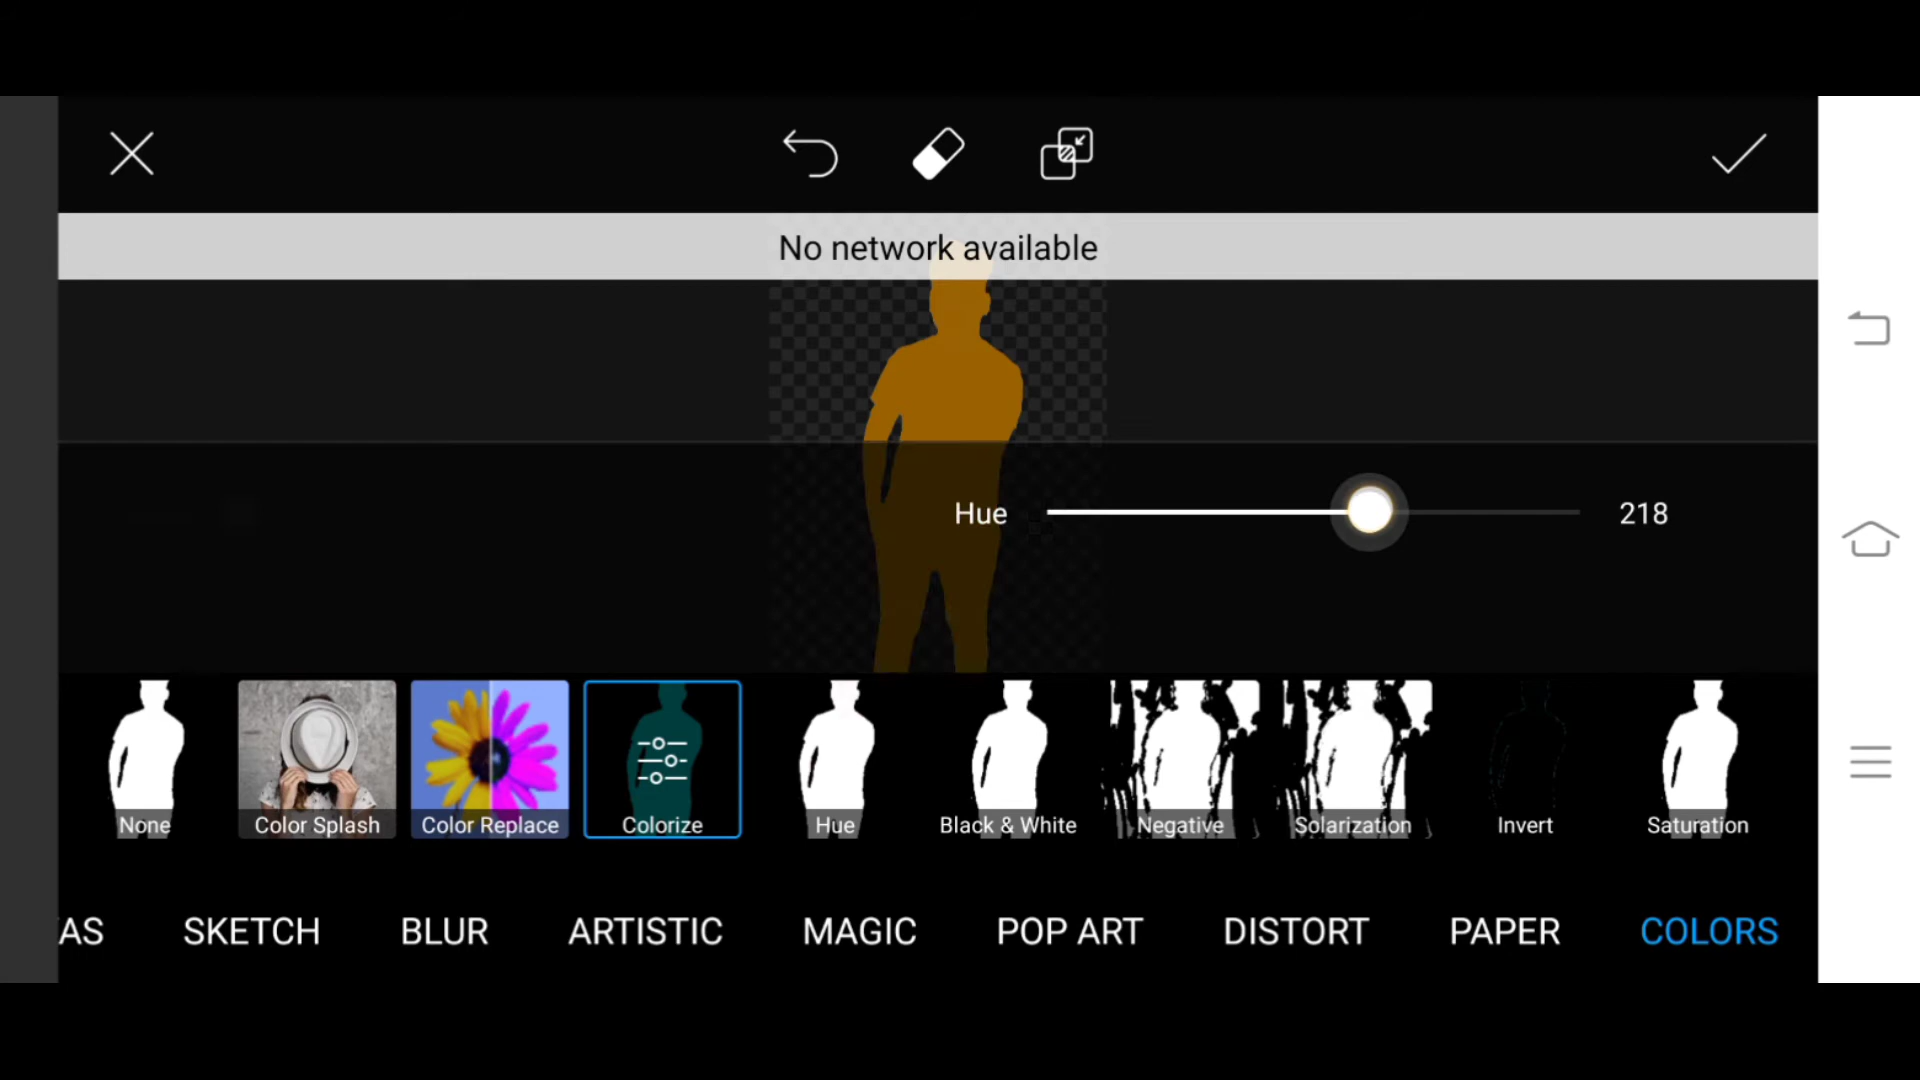 No network available
Hue 218
None Color Splash Color Replace Colorize Hue Black & White Negative Solarization Invert Saturation
AS SKETCH BLUR ARTISTIC MAGIC POP ART DISTORT PAPER COLORS